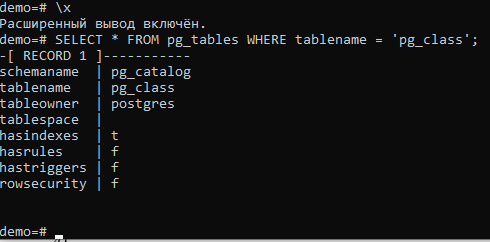 demo=# \x
Расширенный вывод включён.
demo=# SELECT * FROM pg_tables WHERE tablename = 'pg_class';
-[ RECORD 1 ]-----------
schemaname  | pg_catalog
tablename   | pg_class
tableowner  | postgres
tablespace  |
hasindexes  | t
hasrules    | f
hastriggers | f
rowsecurity | f
demo=#